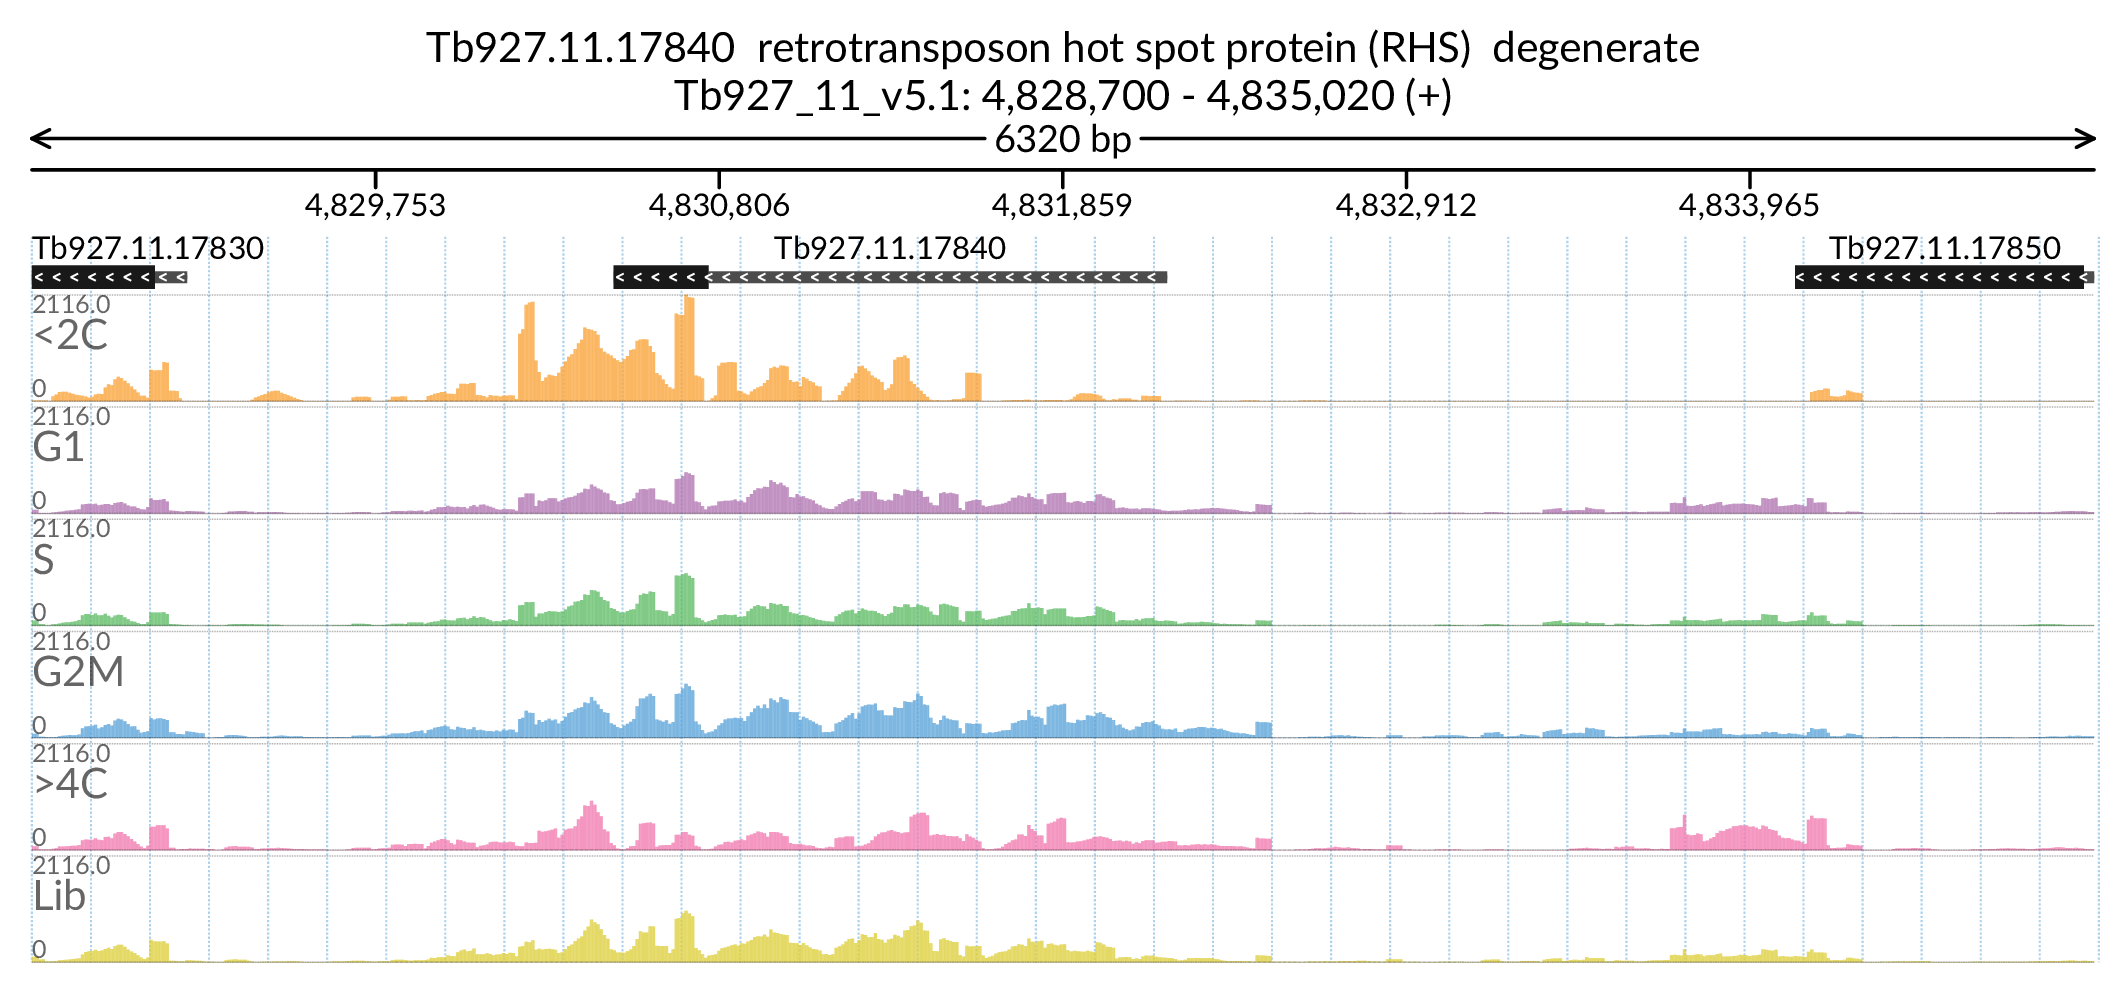 Tb927.11.17840  retrotransposon hot spot protein (RHS)  degenerate
Tb927_11_v5.1: 4,828,700 - 4,835,020 (+)
6320 bp
4,829,753 4,830,806 4,831,859 4,832,912 4,833,965
Tb927.11.17830 Tb927.11.17840 Tb927.11.17850
2116.0
<2C
0
2116.0
G1
0
2116.0
S
0
2116.0
G2M
0
2116.0
>4C
0
2116.0
Lib
0